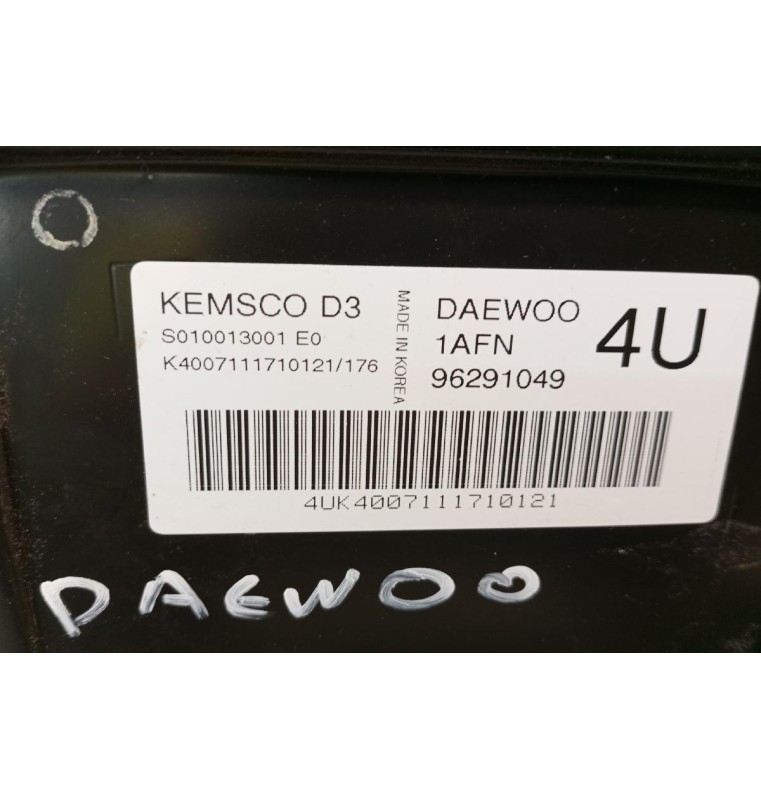 KEMSCO D3
S010013001 E0
K4007111710121/176
MADE IN KOREA
DAEWOO
1AFN
96291049
4U
4UK4007111710121
DAEWOO